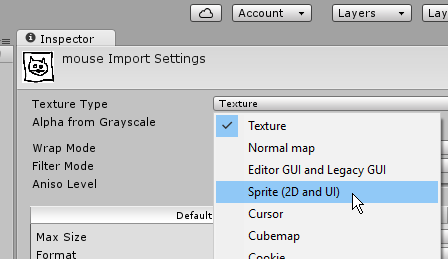 Account
Layers
Lay
Inspector
mouse Import Settings
Texture Type
Texture
Alpha from Grayscale
Texture
Wrap Mode
Normal map
Filter Mode
Editor GUI and Legacy GUI
Aniso Level
Sprite (2D and UI)
Default
Cursor
Max Size
Cubemap
Format
Cookie